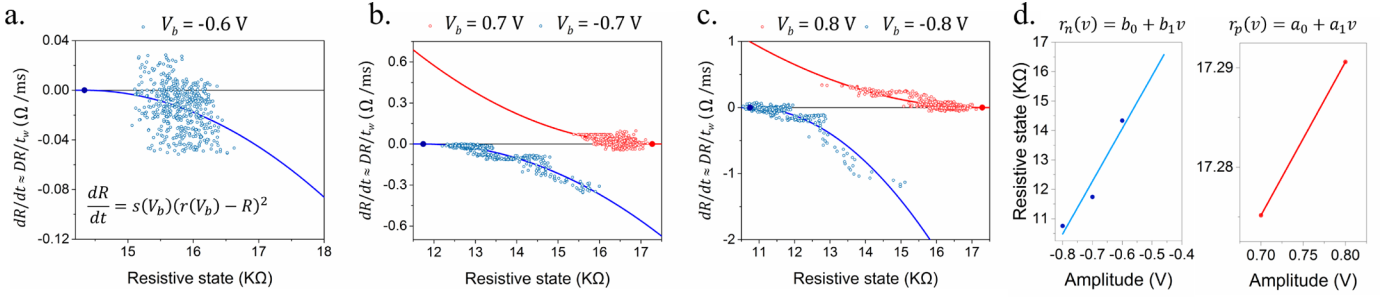 a.
V_b = -0.6 V
dR/dt ≈ DR/t_w (Ω /ms)
0.04
0.00
-0.04
-0.08
-0.12
15
16
17
18
Resistive state (KΩ)
dR/dt = s(V_b)(r(V_b) − R)^2
b.
V_b = 0.7 V
V_b = -0.7 V
dR/dt ≈ DR/t_w (Ω /ms)
0.6
0.3
0.0
-0.3
-0.6
12
13
14
15
16
17
Resistive state (KΩ)
c.
V_b = 0.8 V
V_b = -0.8 V
dR/dt ≈ DR/t_w (Ω /ms)
1
0
-1
-2
11
12
13
14
15
16
17
Resistive state (KΩ)
d.
r_n(v) = b_0 + b_1v
Resistive state (KΩ)
17
16
15
14
13
12
11
-0.8
-0.7
-0.6
-0.5
-0.4
Amplitude (V)
r_p(v) = a_0 + a_1v
17.29
17.28
0.70
0.75
0.80
Amplitude (V)